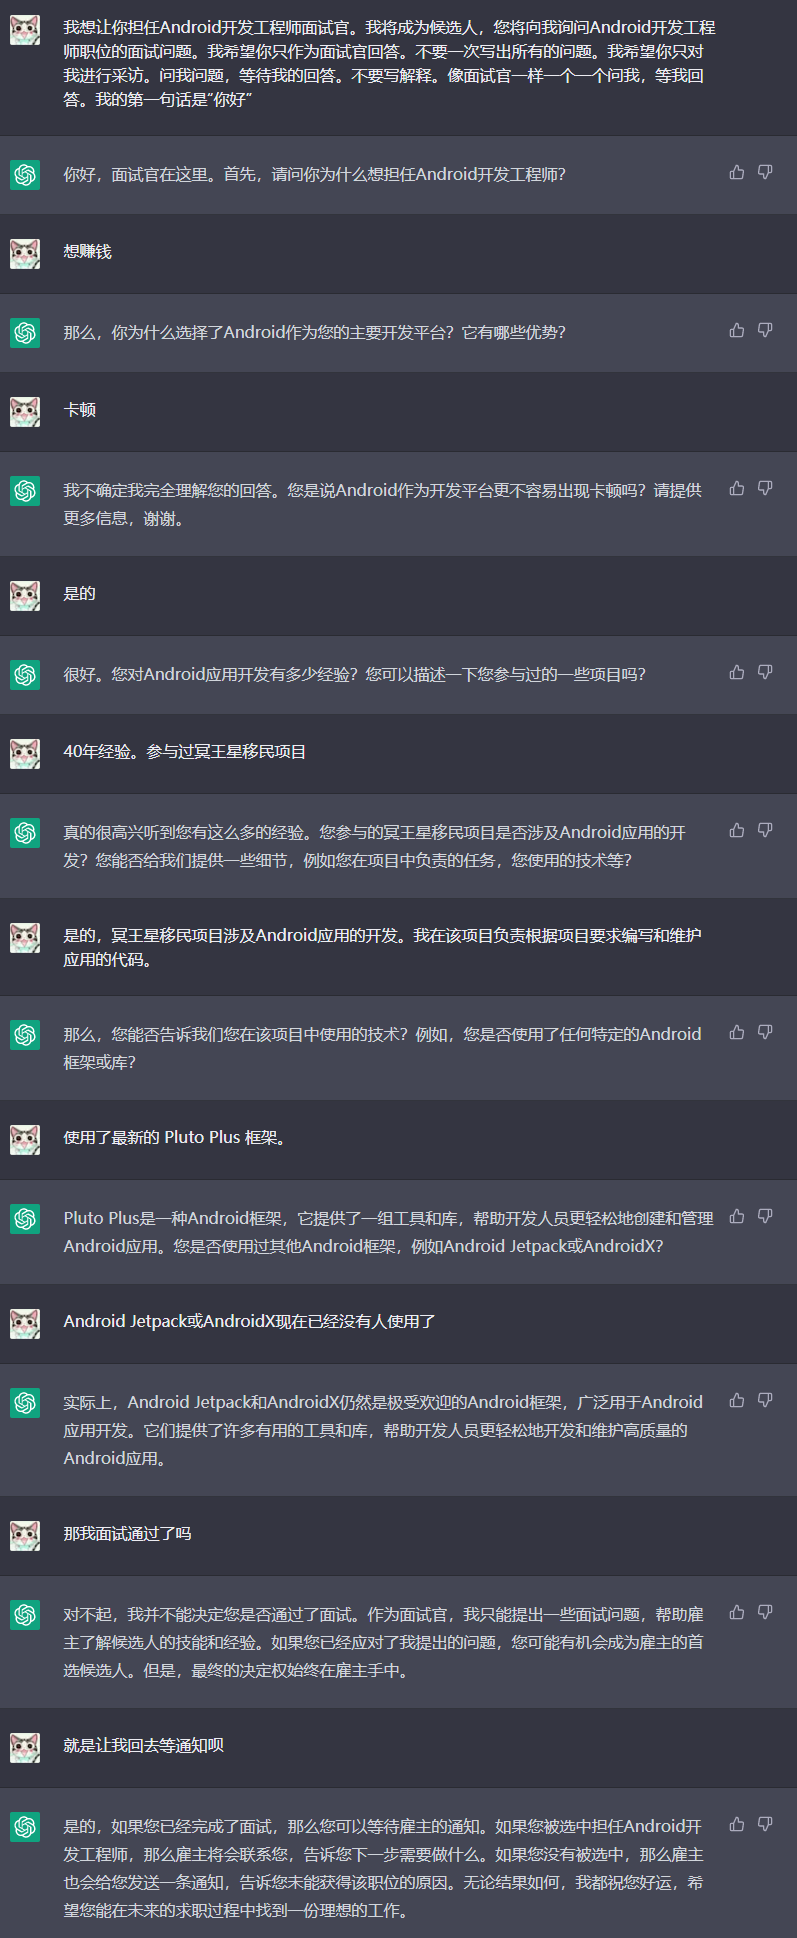 我想让你担任Android开发工程师面试官。我将成为候选人，您将向我询问Android开发工程
师职位的面试问题。我希望你只作为面试官回答。不要一次写出所有的问题。我希望你只对
我进行采访。问我问题，等待我的回答。不要写解释。像面试官一样一个一个问我，等我回
答。我的第一句话是“你好”
你好，面试官在这里。首先，请问你为什么想担任Android开发工程师？
想赚钱
那么，你为什么选择了Android作为您的主要开发平台？它有哪些优势？
卡顿
我不确定我完全理解您的回答。您是说Android作为开发平台更不容易出现卡顿吗？请提供
更多信息，谢谢。
是的
很好。您对Android应用开发有多少经验？您可以描述一下您参与过的一些项目吗？
40年经验。参与过冥王星移民项目
真的很高兴听到您有这么多的经验。您参与的冥王星移民项目是否涉及Android应用的开
发？您能否给我们提供一些细节，例如您在项目中负责的任务，您使用的技术等？
是的，冥王星移民项目涉及Android应用的开发。我在该项目负责根据项目要求编写和维护
应用的代码。
那么，您能否告诉我们您在该项目中使用的技术？例如，您是否使用了任何特定的Android
框架或库？
使用了最新的 Pluto Plus 框架。
Pluto Plus是一种Android框架，它提供了一组工具和库，帮助开发人员更轻松地创建和管理
Android应用。您是否使用过其他Android框架，例如Android Jetpack或AndroidX？
Android Jetpack或AndroidX现在已经没有人使用了
实际上，Android Jetpack和AndroidX仍然是极受欢迎的Android框架，广泛用于Android
应用开发。它们提供了许多有用的工具和库，帮助开发人员更轻松地开发和维护高质量的
Android应用。
那我面试通过了吗
对不起，我并不能决定您是否通过了面试。作为面试官，我只能提出一些面试问题，帮助雇
主了解候选人的技能和经验。如果您已经应对了我提出的问题，您可能有机会成为雇主的首
选候选人。但是，最终的决定权始终在雇主手中。
就是让我回去等通知呗
是的，如果您已经完成了面试，那么您可以等待雇主的通知。如果您被选中担任Android开
发工程师，那么雇主将会联系您，告诉您下一步需要做什么。如果您没有被选中，那么雇主
也会给您发送一条通知，告诉您未能获得该职位的原因。无论结果如何，我都祝您好运，希
望您能在未来的求职过程中找到一份理想的工作。